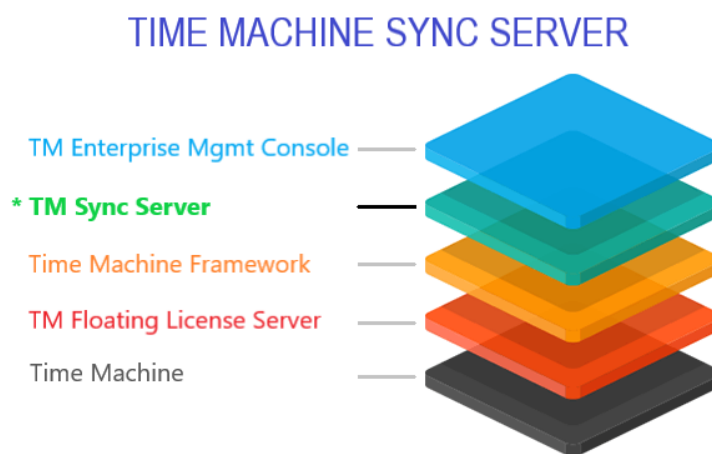 TIME MACHINE SYNC SERVER
TM Enterprise Mgmt Console
* TM Sync Server
Time Machine Framework
TM Floating License Server
Time Machine